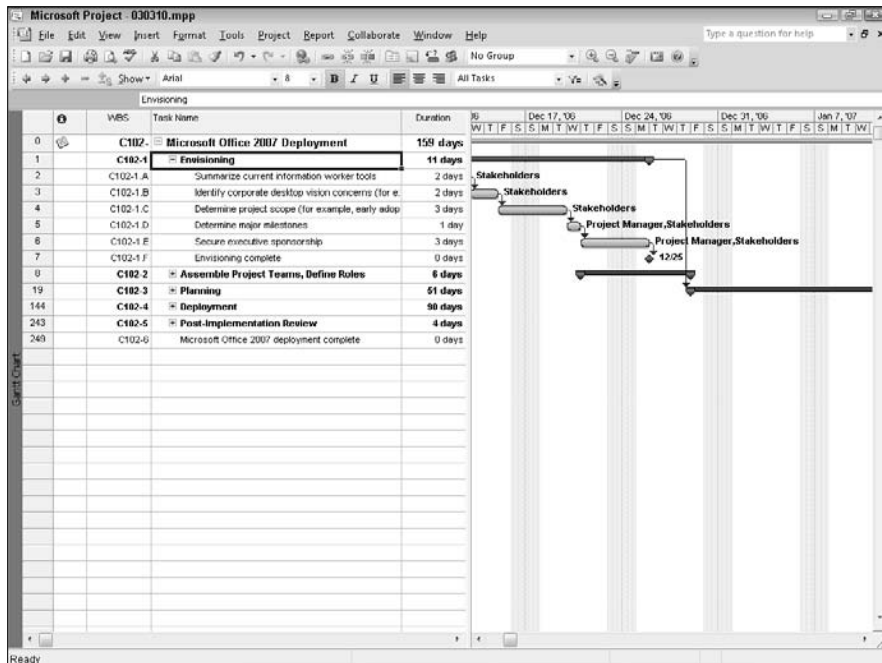 Microsoft Project - 030310.mpp
File Edit View Insert Format Tools Project Report Collaborate Window Help Type a question for help
Show Arial 8 B I U All Tasks
No Group
Envisioning
WBS Task Name Duration
Dec 17, '06 Dec 24, '06 Dec 31, '06 Jan 7, '07
W T F S S M T W T F S S M T W T F S S M T W T F S S M T W
0 C102- Microsoft Office 2007 Deployment 159 days
1 C102-1 Envisioning 11 days
2 C102-1.A Summarize current information worker tools 2 days Stakeholders
3 C102-1.B Identify corporate desktop vision concerns (for e. 2 days Stakeholders
4 C102-1.C Determine project scope (for example, early adop 3 days Stakeholders
5 C102-1.D Determine major milestones 1 day Project Manager,Stakeholders
6 C102-1.E Secure executive sponsorship 3 days Project Manager,Stakeholders
7 C102-1.F Envisioning complete 0 days 12/25
8 C102-2 Assemble Project Teams, Define Roles 6 days
19 C102-3 Planning 51 days
144 C102-4 Deployment 90 days
243 C102-5 Post-Implementation Review 4 days
249 C102-6 Microsoft Office 2007 deployment complete 0 days
Gantt Chart
Ready